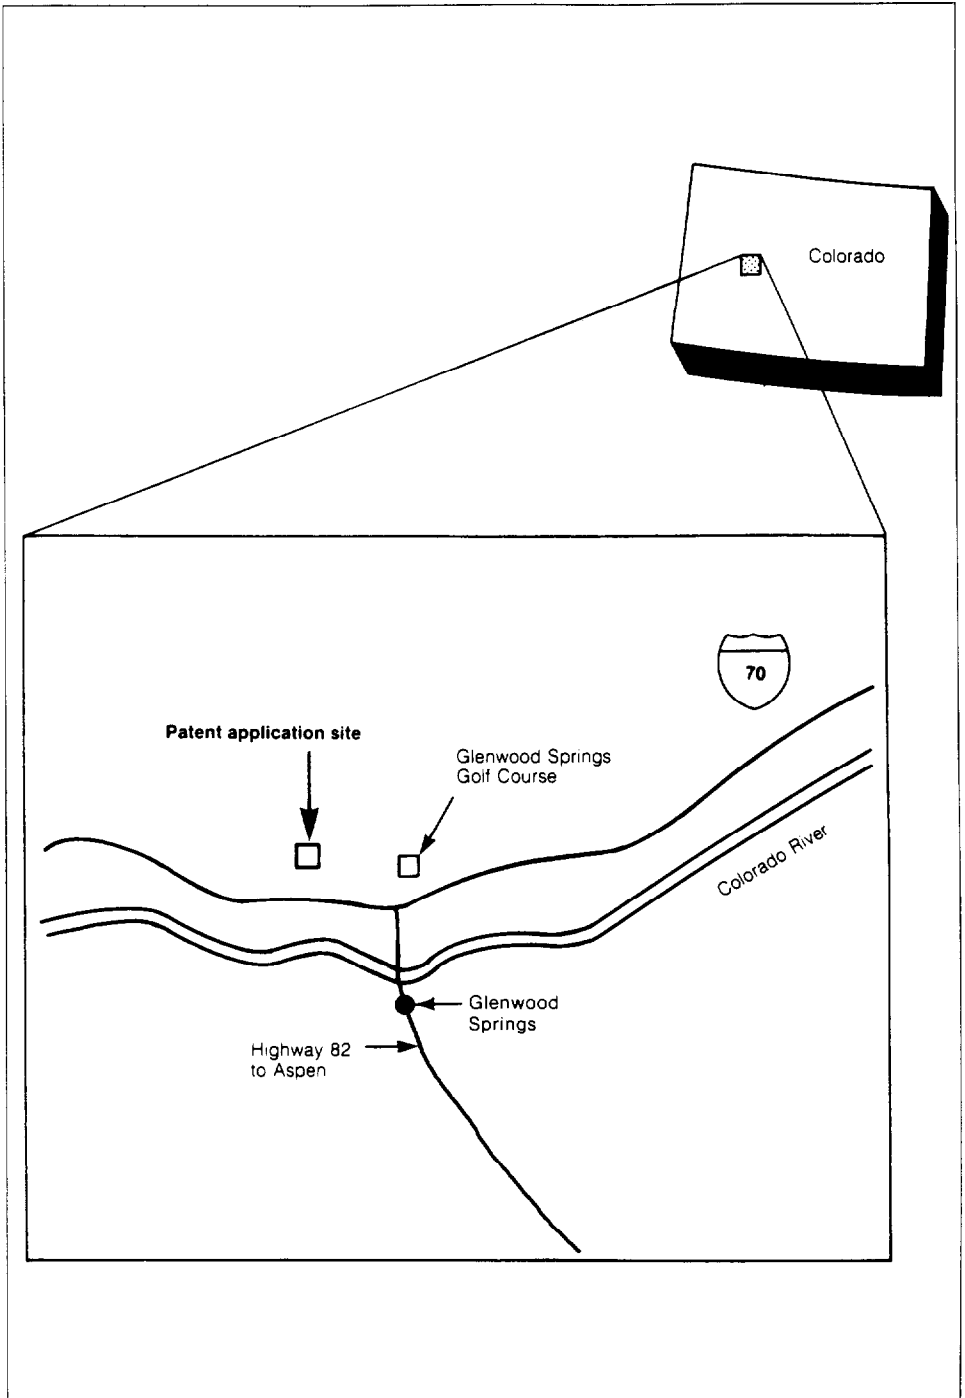 Colorado
70
Patent application site
Glenwood Springs
Golf Course
Colorado River
Glenwood
Springs
Highway 82
to Aspen